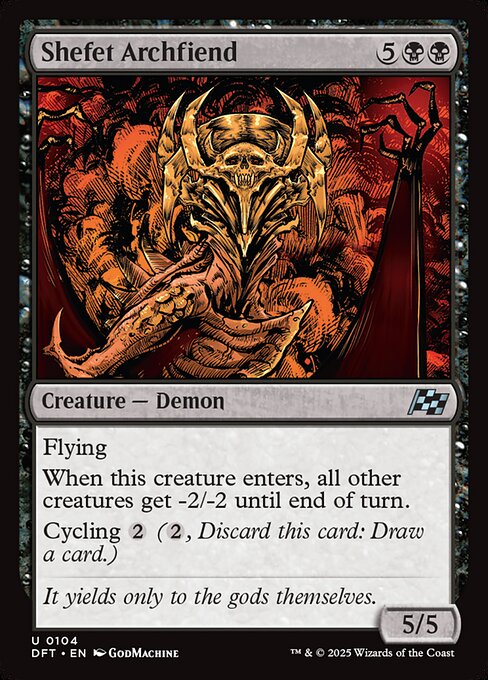 Shefet Archfiend 5
Creature — Demon
Flying
When this creature enters, all other
creatures get -2/-2 until end of turn.
Cycling 2 (2, Discard this card: Draw
a card.)
It yields only to the gods themselves.
5/5
U 0104
DFT • EN GODMACHINE
™ & © 2025 Wizards of the Coast